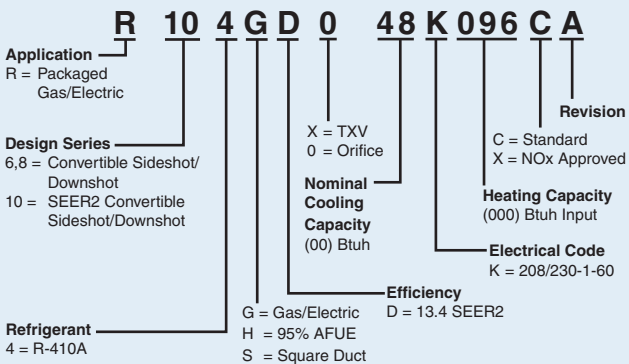 R 10 4 G D 0 48 K 096 C A
Application
R = Packaged
Gas/Electric
Design Series
6,8 = Convertible Sideshot/
Downshot
10 = SEER2 Convertible
Sideshot/Downshot
Refrigerant
4 = R-410A
G = Gas/Electric
H = 95% AFUE
S = Square Duct
Efficiency
D = 13.4 SEER2
X = TXV
0 = Orifice
Nominal
Cooling
Capacity
(00) Btuh
Electrical Code
K = 208/230-1-60
Heating Capacity
(000) Btuh Input
C = Standard
X = NOx Approved
Revision